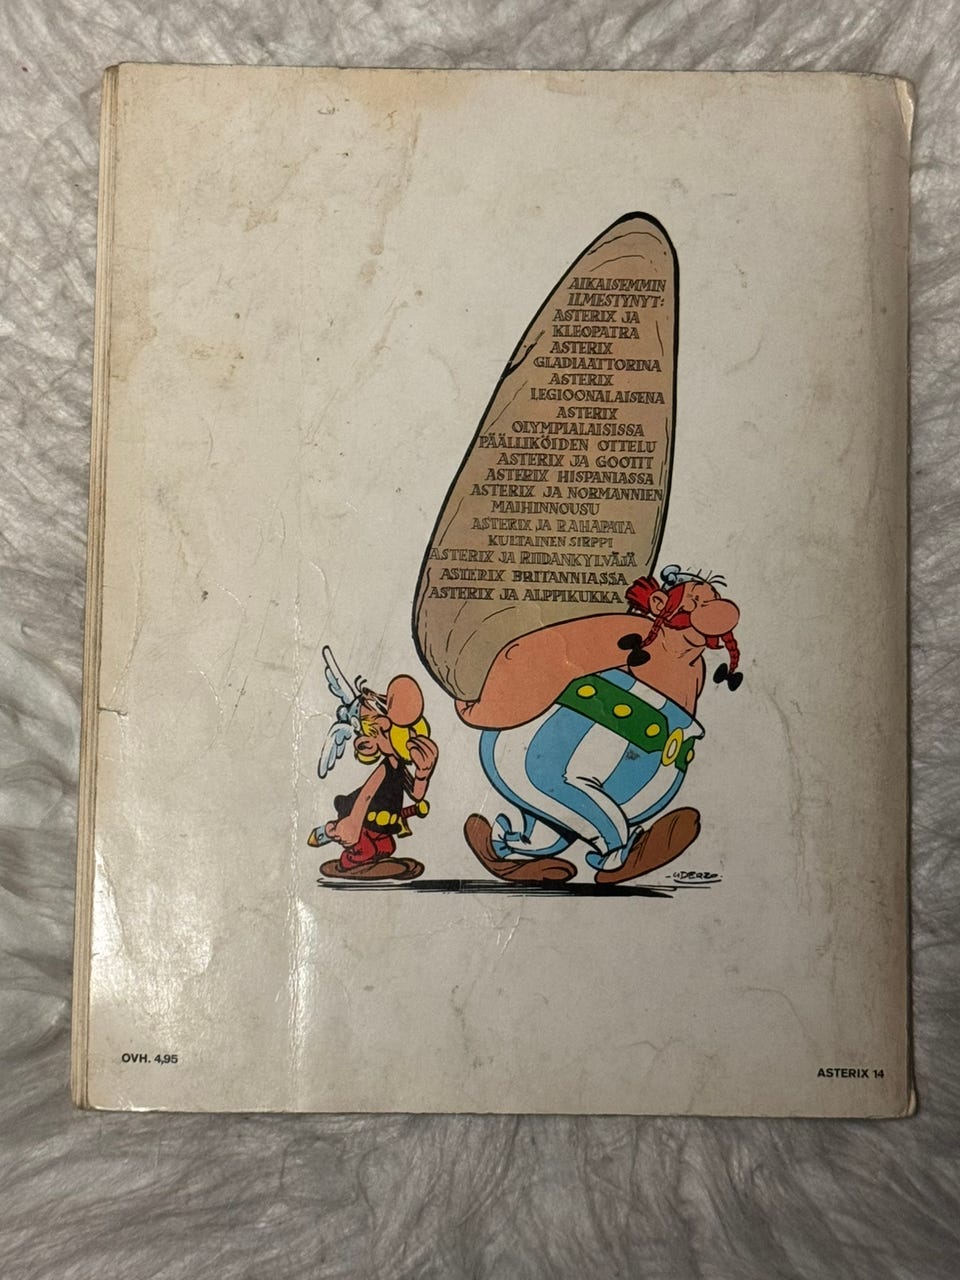 AIKAISEMMIN
ILMESTYNYT:
ASTERIX JA
KLEOPATRA
ASTERIX
GLADIAATTORINA
ASTERIX
LEGIOONALAISENA
ASTERIX
OLYMPIALAISISSA
PÄÄLLIKÖIDEN OTTELU
ASTERIX JA GOOTIT
ASTERIX HISPANIASSA
ASTERIX JA NORMANNIEN
MAIHINNOUSU
ASTERIX JA RAHAPATA
KULTAINEN SIRPPI
ASTERIX JA RIIDANKYLVÄJÄ
ASTERIX BRITANNIASSA
ASTERIX JA ALPPIKUKKA
-UDERZO-
OVH. 4,95
ASTERIX 14